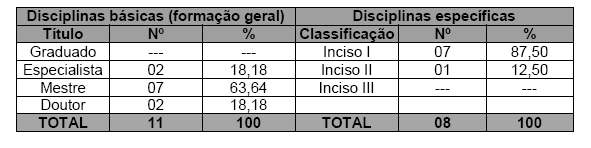 Disciplinas básicas (formação geral) Disciplinas específicas
Título Nº % Classificação Nº %
Graduado --- --- Inciso I 07 87,50
Especialista 02 18,18 Inciso II 01 12,50
Mestre 07 63,64 Inciso III --- ---
Doutor 02 18,18
TOTAL 11 100 TOTAL 08 100